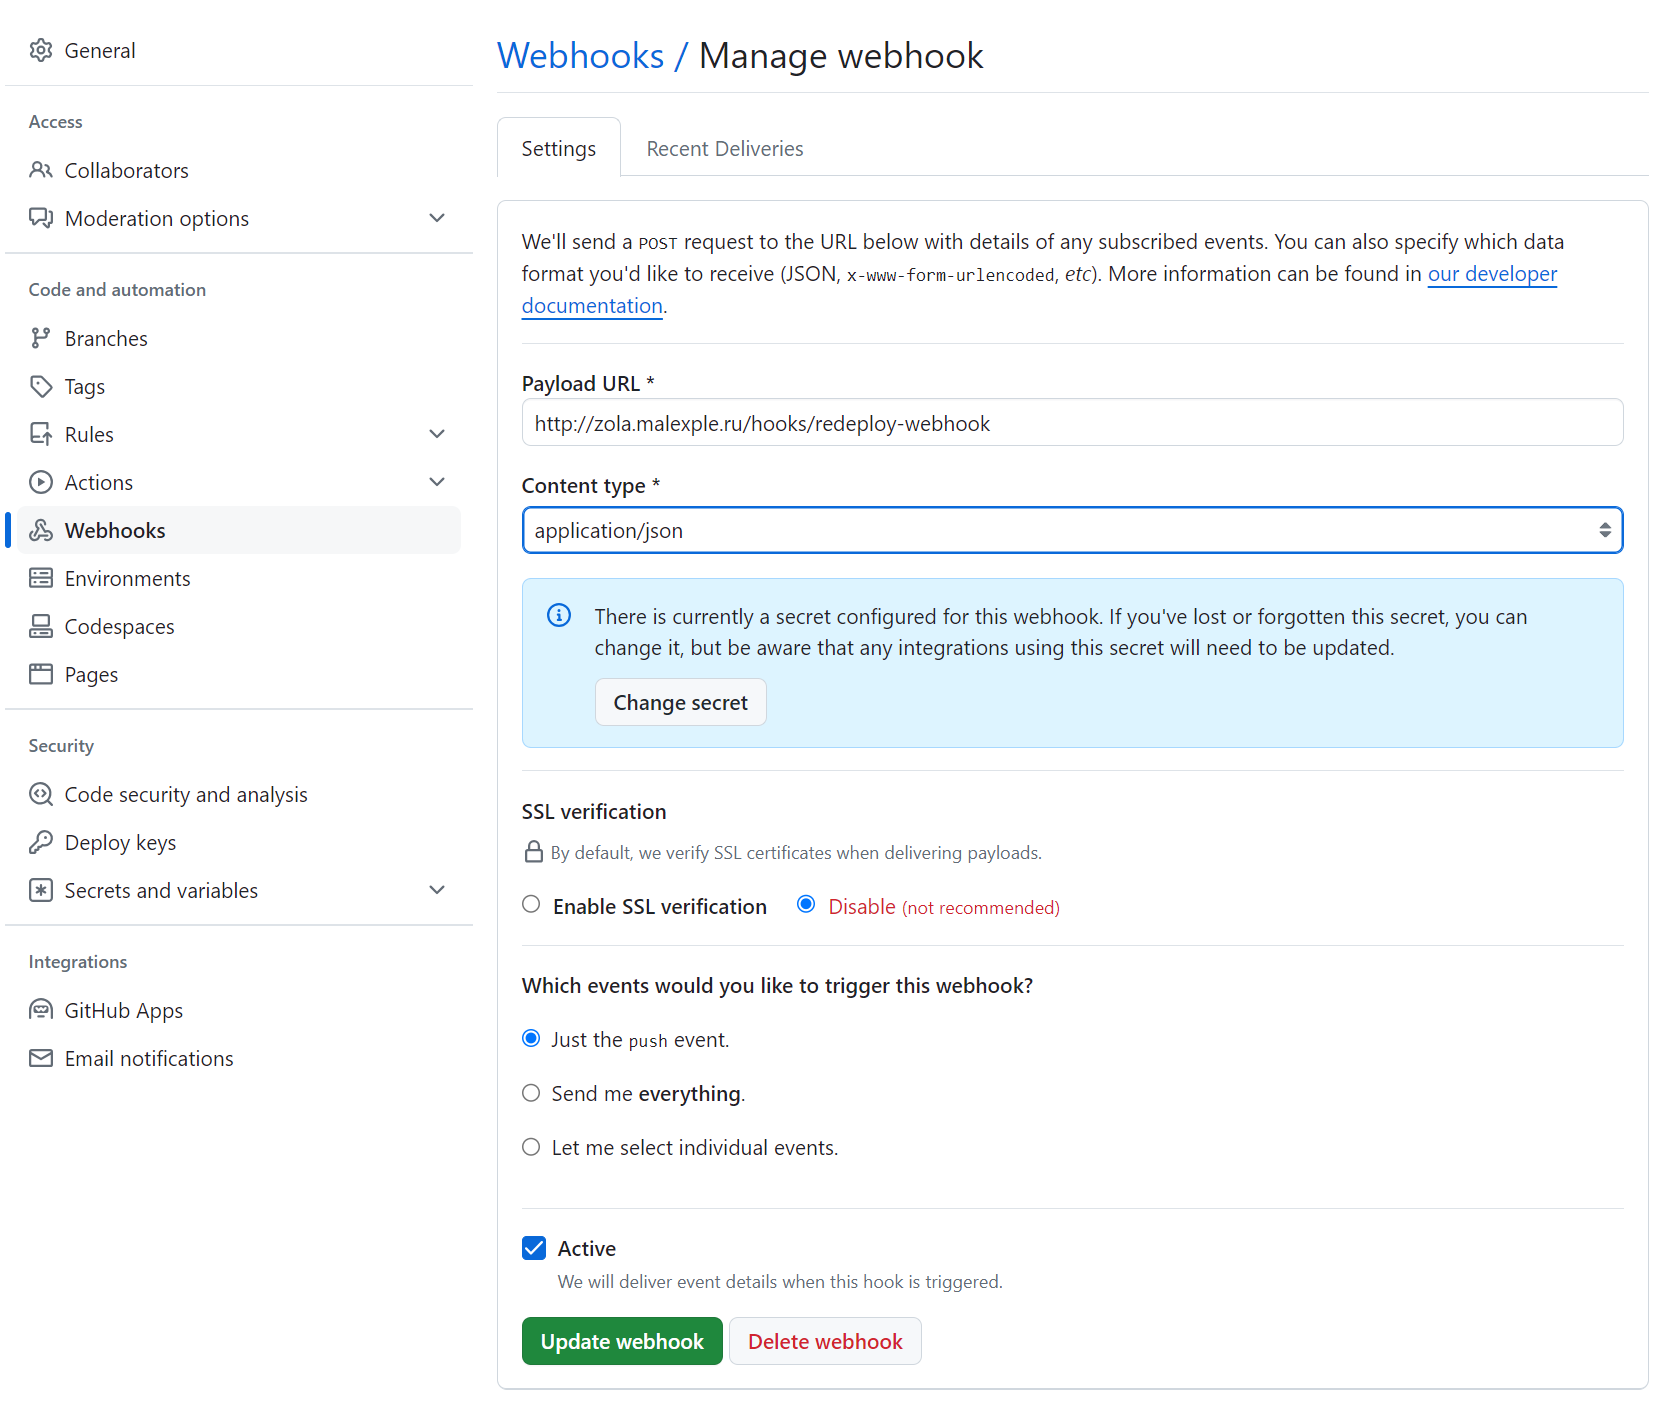 General
Access
Collaborators
Moderation options
Code and automation
Branches
Tags
Rules
Actions
Webhooks
Environments
Codespaces
Pages
Security
Code security and analysis
Deploy keys
Secrets and variables
Integrations
GitHub Apps
Email notifications
Webhooks / Manage webhook
Settings
Recent Deliveries
We'll send a POST request to the URL below with details of any subscribed events. You can also specify which data
format you'd like to receive (JSON, x-www-form-urlencoded, etc). More information can be found in our developer
documentation.
Payload URL *
http://zola.malexple.ru/hooks/redeploy-webhook
Content type *
application/json
There is currently a secret configured for this webhook. If you've lost or forgotten this secret, you can
change it, but be aware that any integrations using this secret will need to be updated.
Change secret
SSL verification
By default, we verify SSL certificates when delivering payloads.
Enable SSL verification
Disable (not recommended)
Which events would you like to trigger this webhook?
Just the push event.
Send me everything.
Let me select individual events.
Active
We will deliver event details when this hook is triggered.
Update webhook
Delete webhook